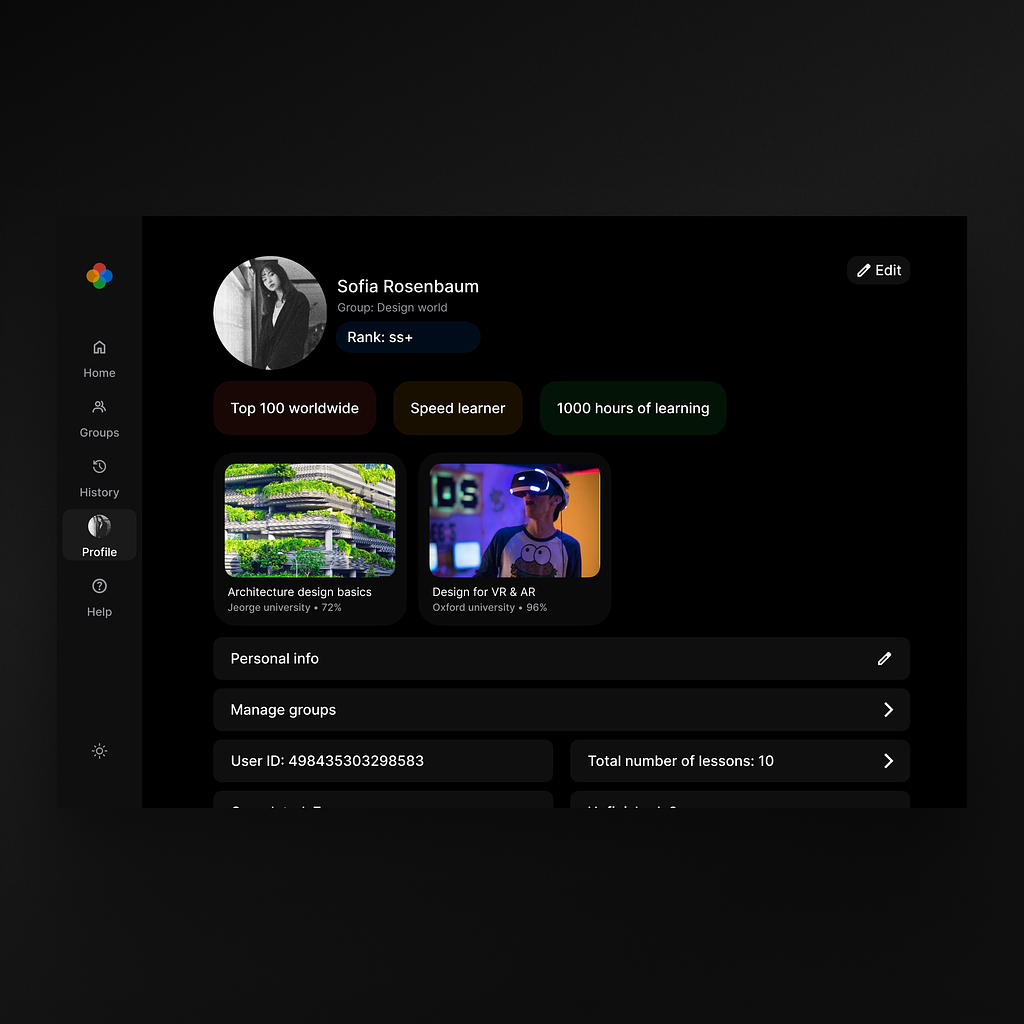 Home
Groups
History
Profile
Help
Sofia Rosenbaum
Group: Design world
Rank: ss+
Edit
Top 100 worldwide
Speed learner
1000 hours of learning
Architecture design basics
Jeorge university • 72%
Design for VR & AR
Oxford university • 96%
Personal info
Manage groups
User ID: 498435303298583
Total number of lessons: 10